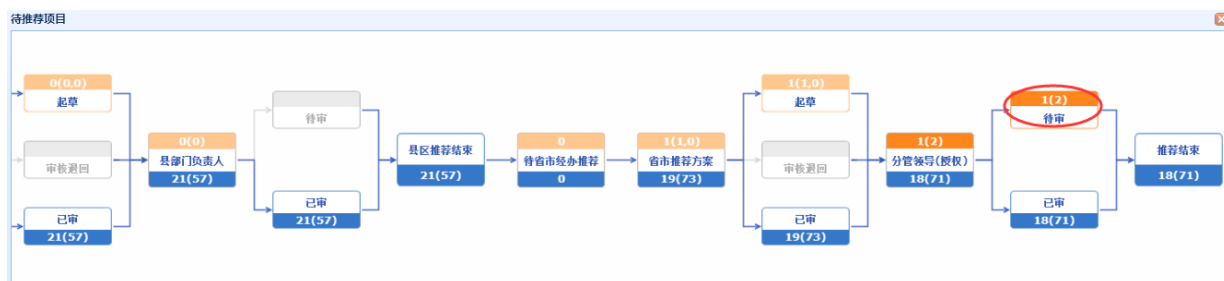 待推荐项目
0(0,0)
起草
审核退回
已审
21(57)
0(0)
县部门负责人
21(57)
待审
已审
21(57)
县区推荐结束
21(57)
0
待省市经办推荐
0
1(1,0)
省市推荐方案
19(73)
1(1,0)
起草
审核退回
已审
19(73)
1(2)
分管领导(授权)
18(71)
1(2)
待审
已审
18(71)
推荐结束
18(71)